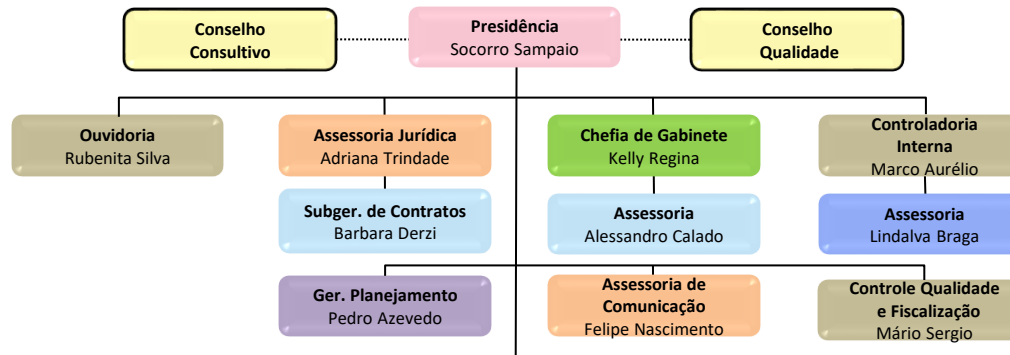 Conselho
Consultivo
Presidência
Socorro Sampaio
Conselho
Qualidade
Ouvidoria
Rubenita Silva
Assessoria Jurídica
Adriana Trindade
Chefia de Gabinete
Kelly Regina
Controladoria
Interna
Marco Aurélio
Subger. de Contratos
Barbara Derzi
Assessoria
Alessandro Calado
Assessoria
Lindalva Braga
Ger. Planejamento
Pedro Azevedo
Assessoria de
Comunicação
Felipe Nascimento
Controle Qualidade
e Fiscalização
Mário Sergio